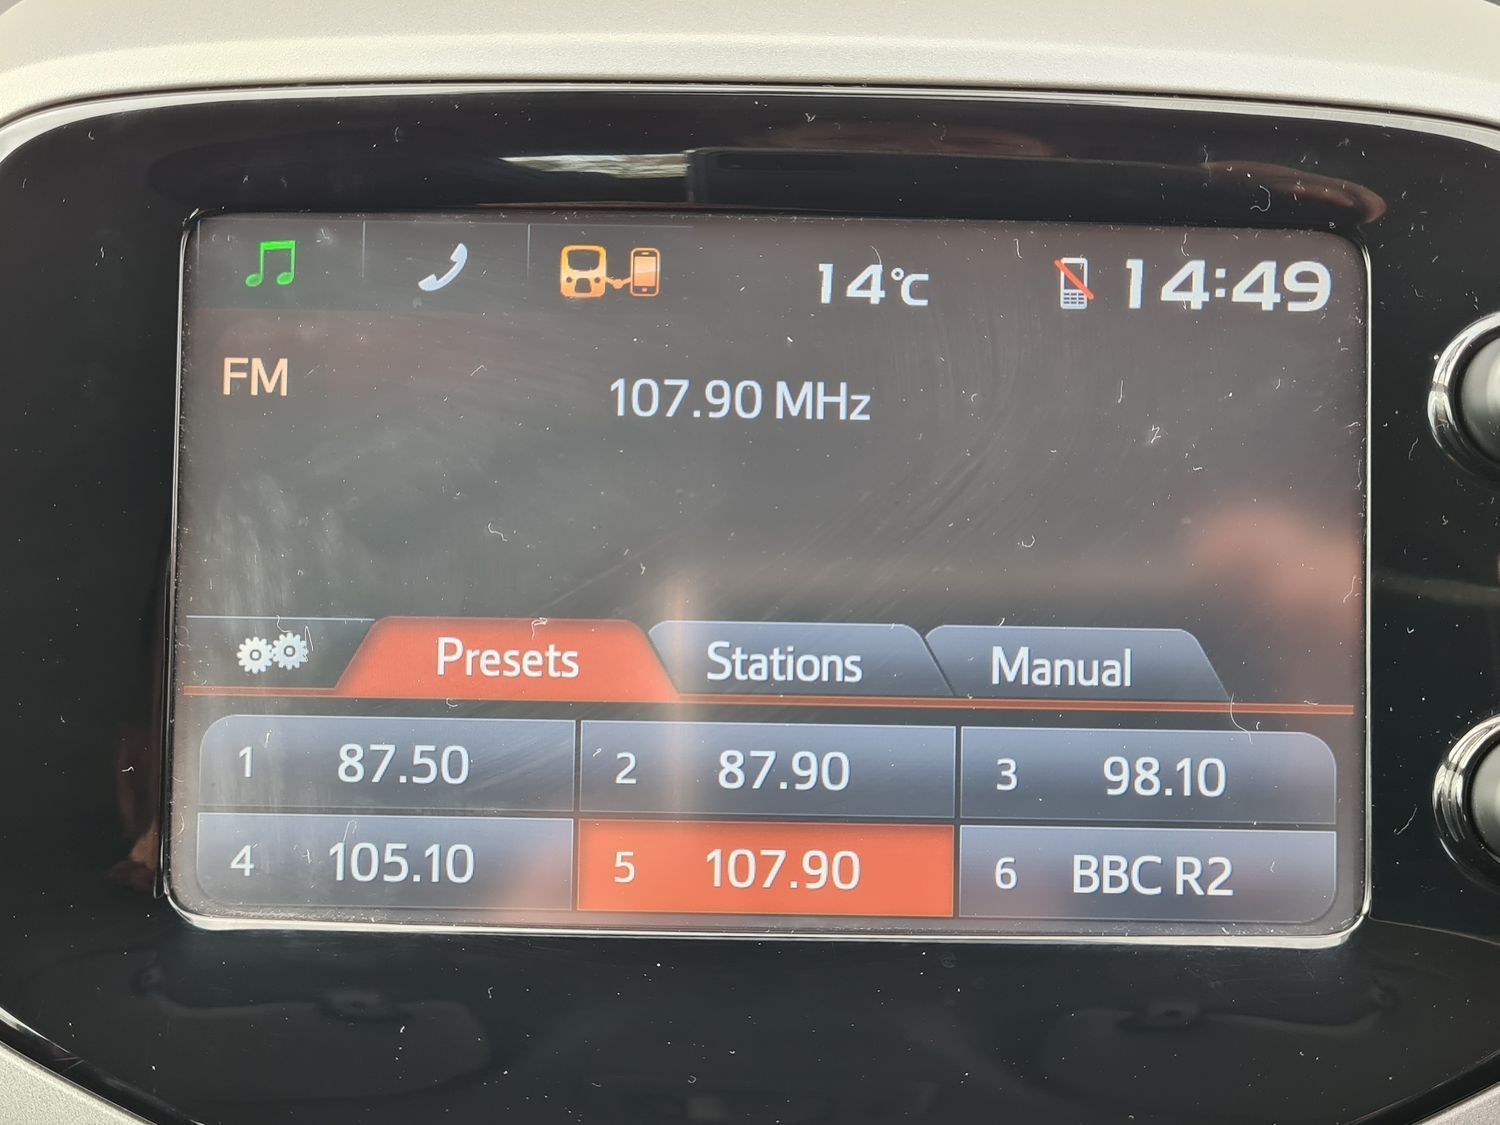 14°C 14:49
FM
107.90 MHz
Presets Stations Manual
1 87.50 2 87.90 3 98.10
4 105.10 5 107.90 6 BBC R2